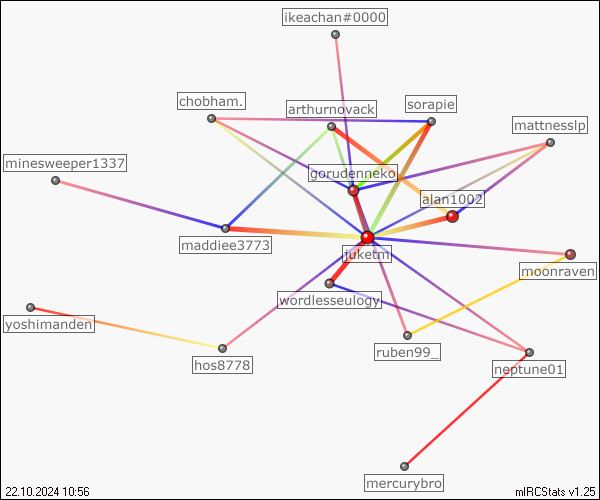 ikeachan#0000
chobham.
arthurnovack
sorapie
mattnesslp
minesweeper1337
gorudenneko
alan1002
maddiee3773
juketm
moonraven
wordlesseulogy
yoshimanden
ruben99_
hos8778
neptune01
mercurybro
22.10.2024 10:56
mIRCStats v1.25